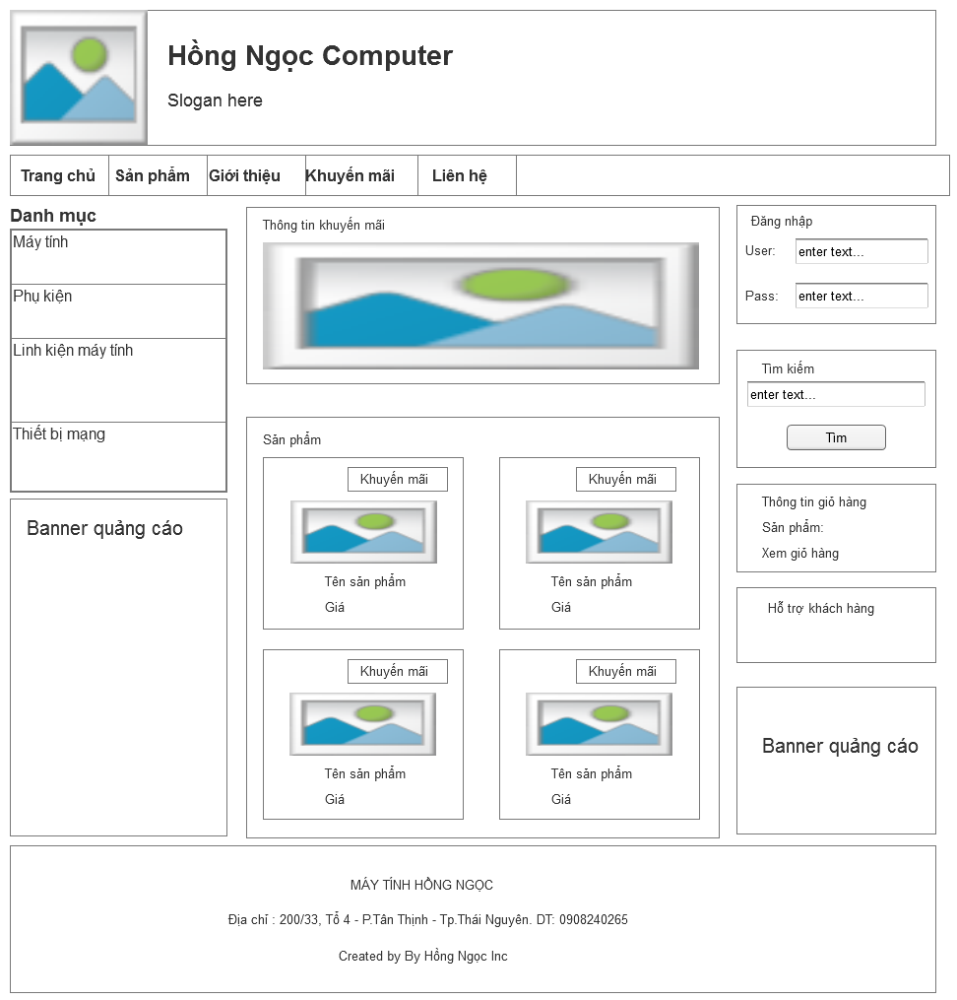 Hồng Ngọc Computer
Slogan here
Trang chủ Sản phẩm Giới thiệu Khuyến mãi Liên hệ
Danh mục
Máy tính
Phụ kiện
Linh kiện máy tính
Thiết bị mạng
Banner quảng cáo
Thông tin khuyến mãi
Sản phẩm
Khuyến mãi
Tên sản phẩm
Giá
Khuyến mãi
Tên sản phẩm
Giá
Khuyến mãi
Tên sản phẩm
Giá
Khuyến mãi
Tên sản phẩm
Giá
Đăng nhập
User: enter text...
Pass: enter text...
Tìm kiếm
enter text...
Tìm
Thông tin giỏ hàng
Sản phẩm:
Xem giỏ hàng
Hỗ trợ khách hàng
Banner quảng cáo
MÁY TÍNH HỒNG NGỌC
Địa chỉ : 200/33, Tổ 4 - P.Tân Thịnh - Tp.Thái Nguyên. DT: 0908240265
Created by By Hồng Ngọc Inc